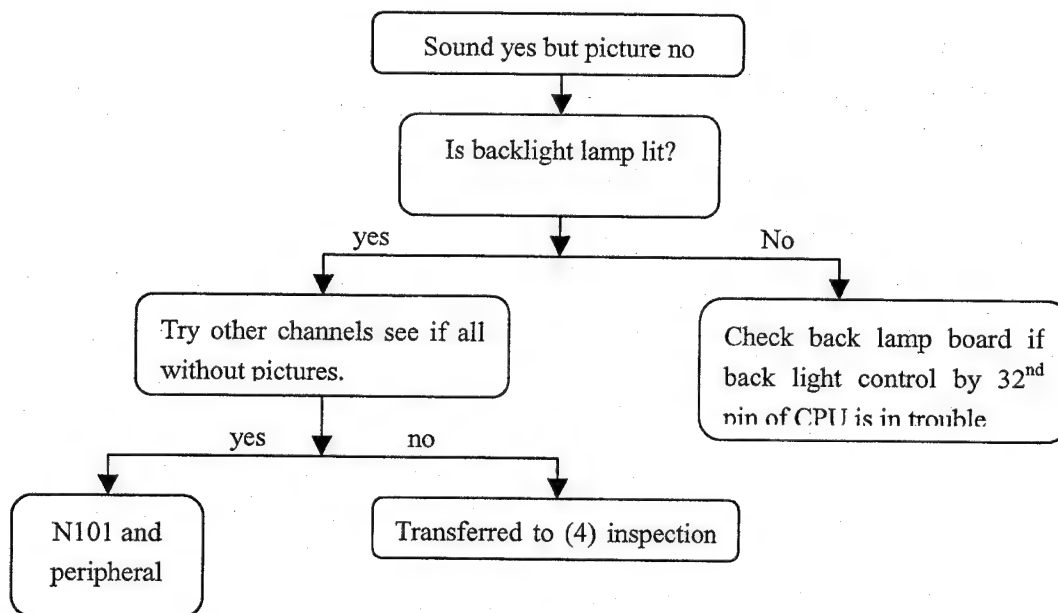 Sound yes but picture no
Is backlight lamp lit?
yes
No
Try other channels see if all
without pictures.
Check back lamp board if
back light control by 32nd
pin of CPU is in trouble
yes
no
N101 and
peripheral
Transferred to (4) inspection